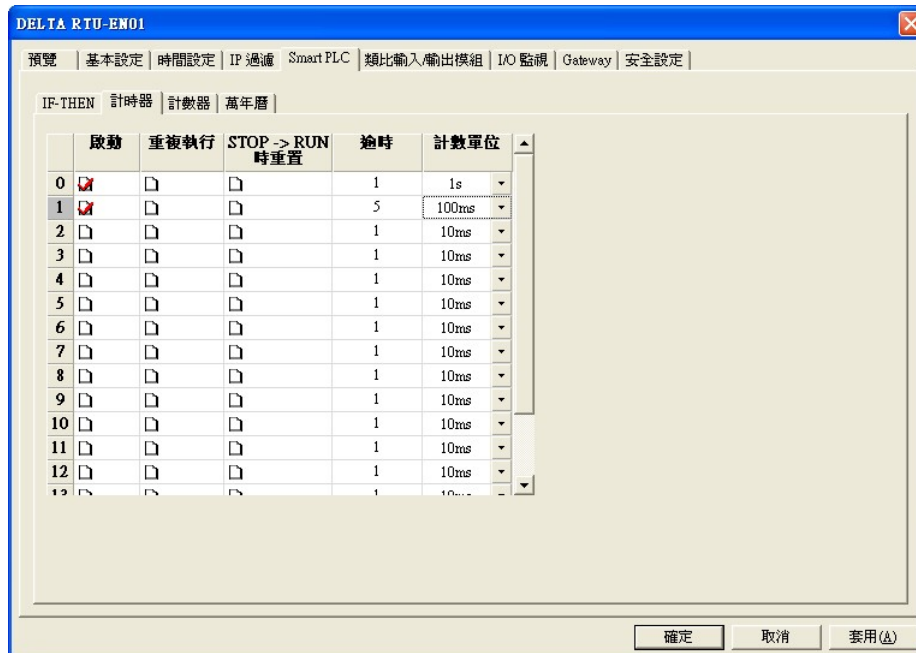 DELTA RTU-EN01
預覽 基本設定 時間設定 IP 過濾 Smart PLC 類比輸入/輸出模組 I/O 監視 Gateway 安全設定
IF-THEN 計時器 計數器 萬年曆
啟動 重複執行 STOP -> RUN 時重置 逾時 計數單位
0 1 1s
1 5 100ms
2 1 10ms
3 1 10ms
4 1 10ms
5 1 10ms
6 1 10ms
7 1 10ms
8 1 10ms
9 1 10ms
10 1 10ms
11 1 10ms
12 1 10ms
確定 取消 套用(A)